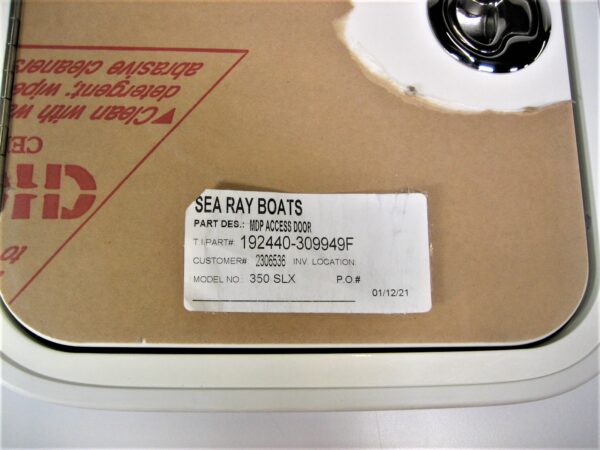 SEA RAY BOATS
PART DES.: MDP ACCESS DOOR
T.I.PART#: 192440-309949F
CUSTOMER# 2306536 INV. LOCATION:
MODEL NO: 350 SLX P.O.#
01/12/21
Clean with
detergent; wipe
abrasive cleaners
to